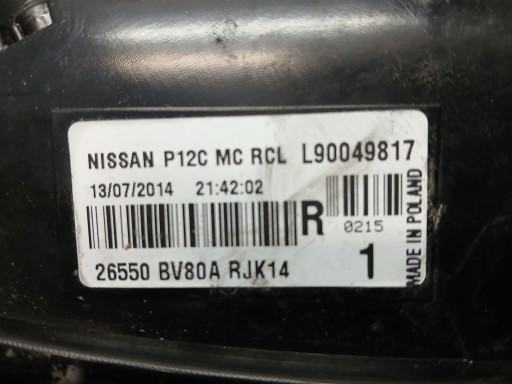 NISSAN P12C MC RCL L90049817
13/07/2014 21:42:02
R
0215
26550 BV80A RJK14
1
MADE IN POLAND